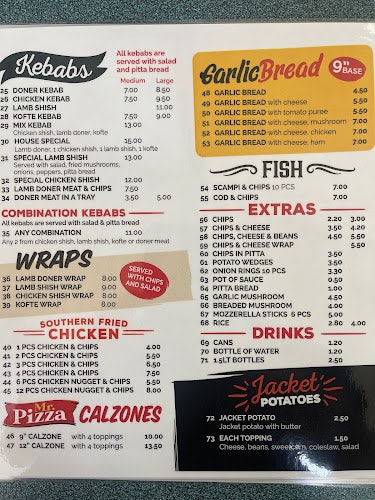 Kebabs
All kebabs are
served with salad
and pitta bread
Medium Large
25 DONER KEBAB 7.00 8.50
26 CHICKEN KEBAB 7.50 9.50
27 LAMB SHISH 11.00
28 KOFTE KEBAB 7.50 9.00
29 MIX KEBAB 13.00
Chicken shish, lamb doner, kofte
30 HOUSE SPECIAL 15.00
Lamb doner, 1 chicken shish, 1 lamb shish, 1 kofte
31 SPECIAL LAMB SHISH 13.00
Served with salad, fried mushrooms,
onions, peppers, pitta bread
32 SPECIAL CHICKEN SHISH 12.00
33 LAMB DONER MEAT & CHIPS 7.50
34 DONER MEAT IN A TRAY 3.50 5.00
COMBINATION KEBABS
All kebabs are served with salad & pitta bread
35 ANY COMBINATION 11.00
Any 2 from chicken shish, lamb shish, kofte or doner meat
WRAPS
SERVED
WITH CHIPS
AND SALAD
36 LAMB DONER WRAP 8.00
37 LAMB SHISH WRAP 9.00
38 CHICKEN SHISH WRAP 8.00
39 KOFTE WRAP 8.00
SOUTHERN FRIED
CHICKEN
40 1 PCS CHICKEN & CHIPS 4.00
41 2 PCS CHICKEN & CHIPS 5.50
42 3 PCS CHICKEN & CHIPS 6.50
43 4 PCS CHICKEN & CHIPS 7.50
44 6 PCS CHICKEN NUGGET & CHIPS 5.50
45 12 PCS CHICKEN NUGGET & CHIPS 8.00
Mr.
Pizza
CALZONES
46 9" CALZONE with 4 toppings 10.00
47 12" CALZONE with 4 toppings 13.50
Garlic Bread
9"
BASE
48 GARLIC BREAD 4.50
49 GARLIC BREAD with cheese 5.50
50 GARLIC BREAD with tomato puree 5.50
51 GARLIC BREAD with cheese, mushroom 7.00
52 GARLIC BREAD with cheese, chicken 7.00
53 GARLIC BREAD with cheese, ham 7.00
FISH
54 SCAMPI & CHIPS 10 PCS 7.00
55 COD & CHIPS 7.00
EXTRAS
56 CHIPS 2.20 3.00
57 CHIPS & CHEESE 3.50 4.20
58 CHIPS, CHEESE & BEANS 4.50 5.50
59 CHIPS & CHEESE WRAP 5.50
60 CHIPS IN PITTA 3.50
61 POTATO WEDGES 3.50
62 ONION RINGS 10 PCS 3.30
63 POT OF SAUCE 0.50
64 PITTA BREAD 1.00
65 GARLIC MUSHROOM 4.50
66 BREADED MUSHROOM 4.00
67 MOZZERELLA STICKS 6 PCS 5.00
68 RICE 2.80 4.00
DRINKS
69 CANS 1.20
70 BOTTLE OF WATER 1.20
71 1.5LT BOTTLES 2.50
Jacket
POTATOES
72 JACKET POTATO 2.50
Jacket potato with butter
73 EACH TOPPING 1.50
Cheese, beans, sweetcorn, coleslaw, salad